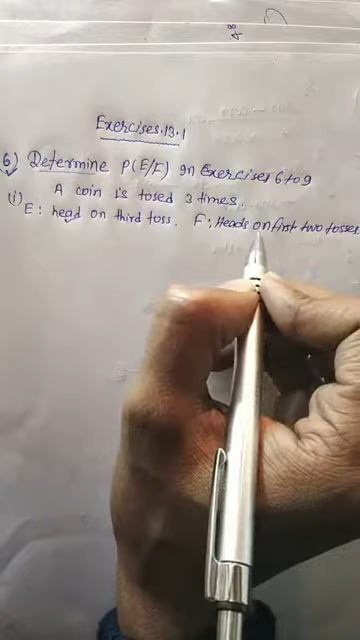 Exercises.13.1
6) Determine P(E/F) in Exercises 6 to 9
(i) A coin is tosed 3 times.
E: head on third toss. F: Heads on first two tosses.